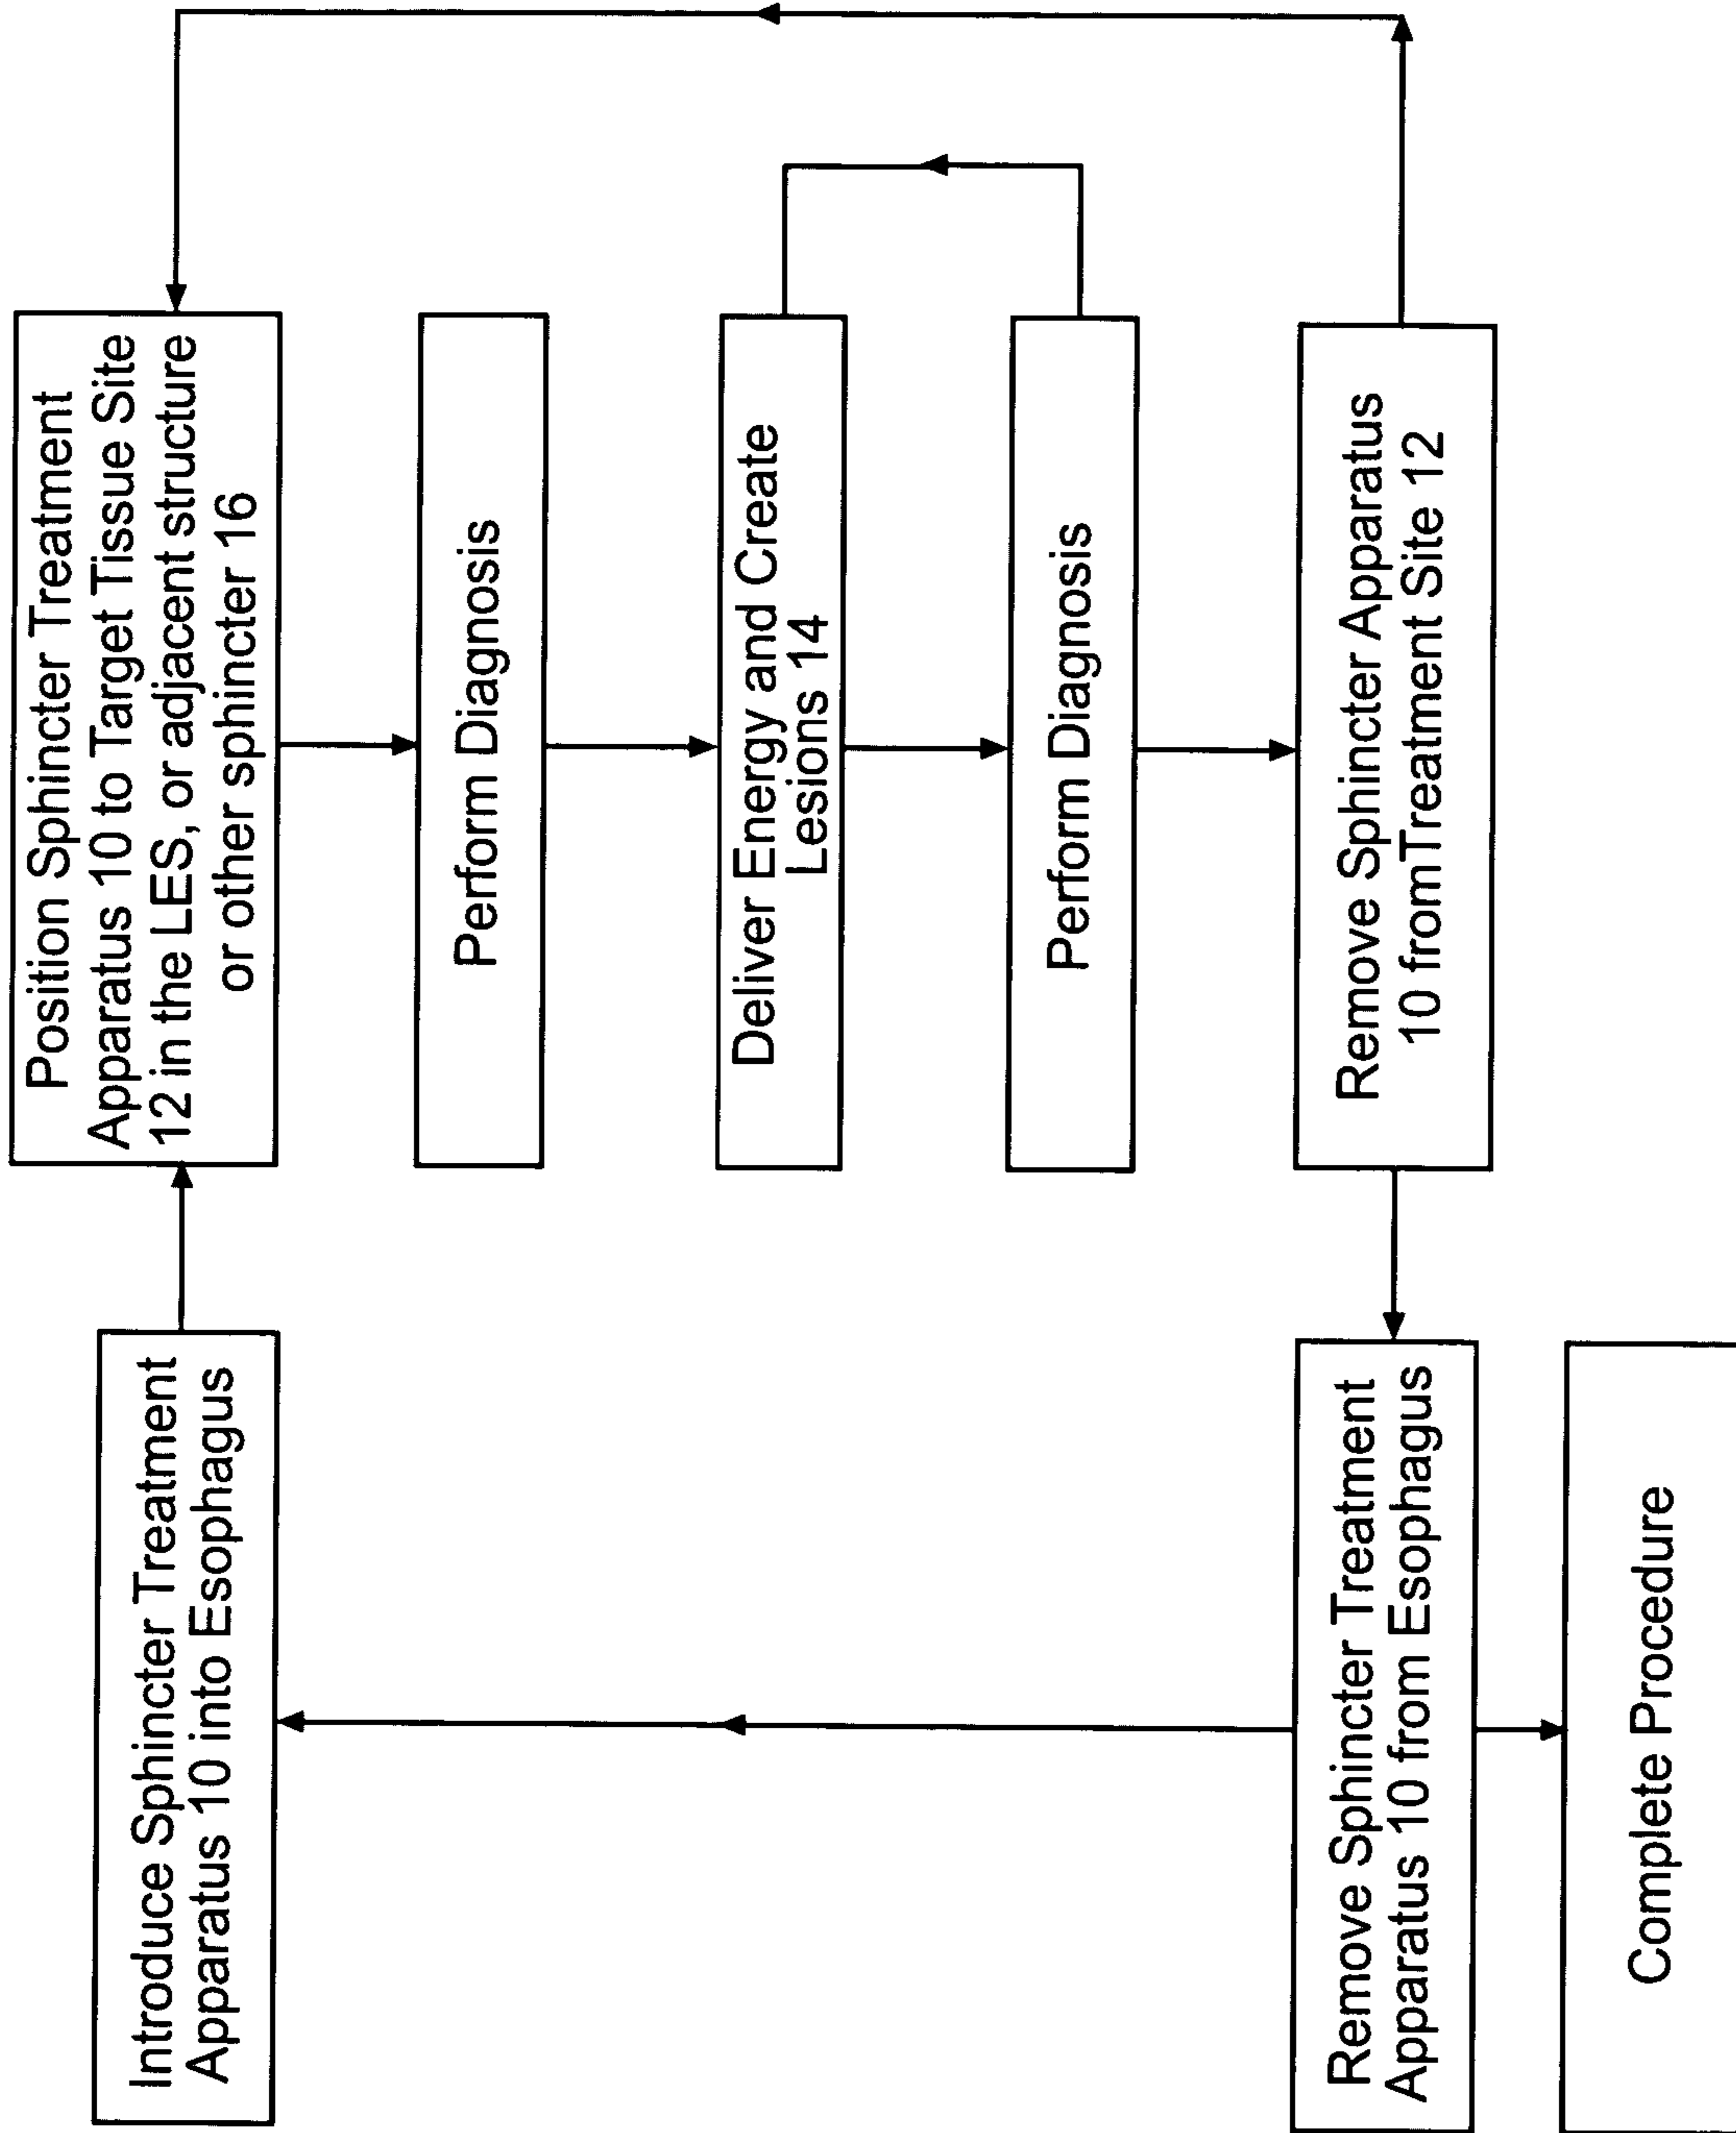 Introduce Sphincter Treatment
Apparatus 10 into Esophagus
Position Sphincter Treatment
Apparatus 10 to Target Tissue Site
12 in the LES, or adjacent structure
or other sphincter 16
Perform Diagnosis
Deliver Energy and Create
Lesions 14
Perform Diagnosis
Remove Sphincter Apparatus
10 fromTreatment Site 12
Remove Sphincter Treatment
Apparatus 10 from Esophagus
Complete Procedure